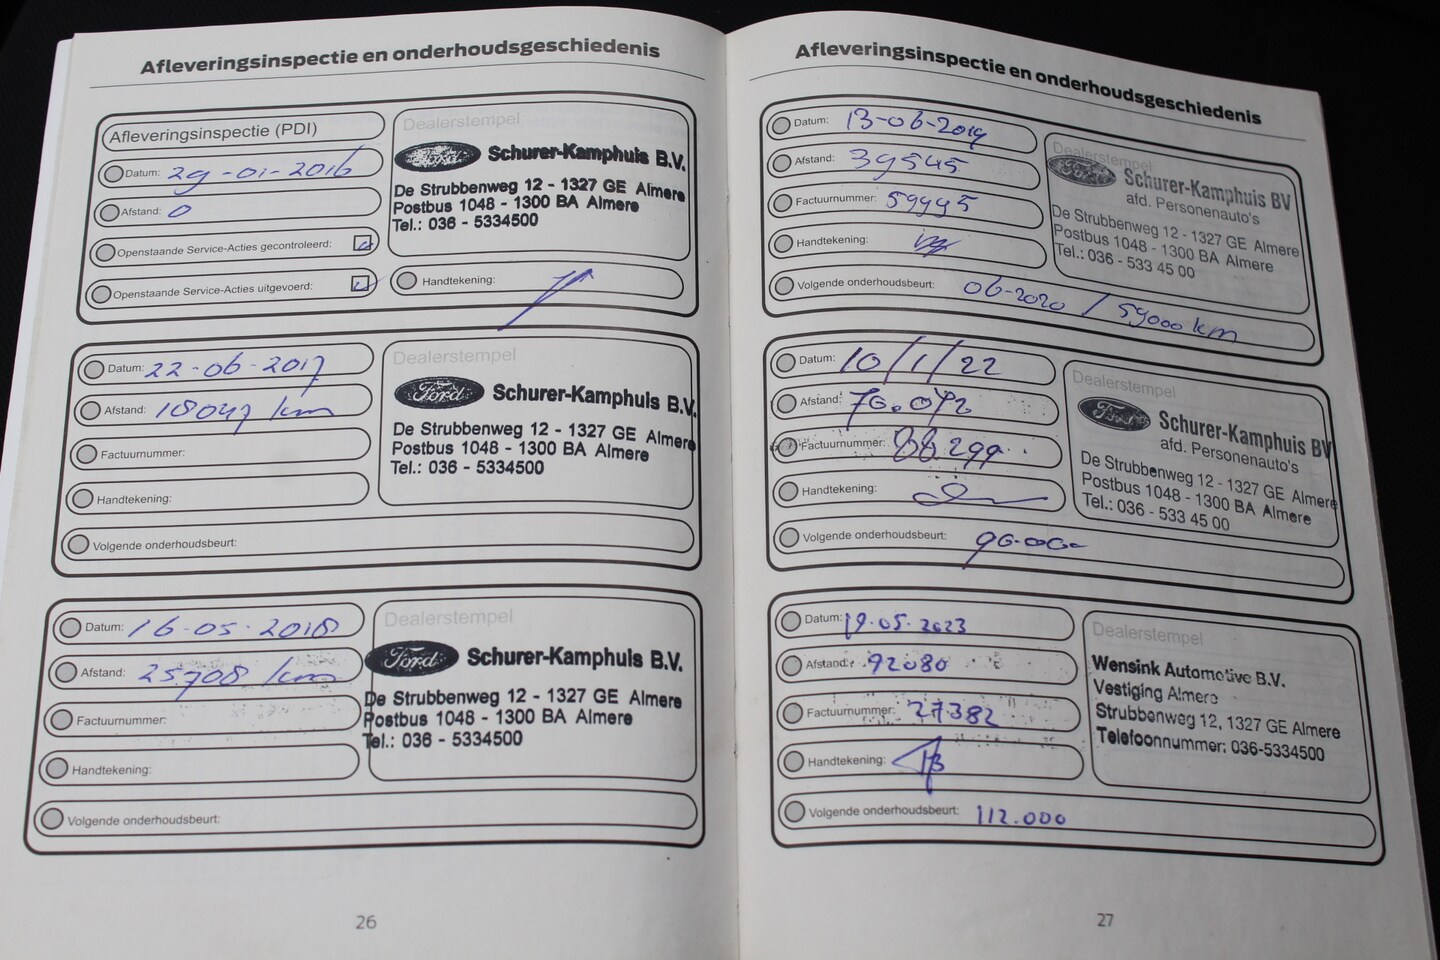 Afleveringsinspectie en onderhoudsgeschiedenis
Afleveringsinspectie (PDI)
Datum: 29-01-2016
Afstand: 0
Openstaande Service-Acties gecontroleerd:
Openstaande Service-Acties uitgevoerd:
Dealerstempel
Ford Schurer-Kamphuis B.V.
De Strubbenweg 12 - 1327 GE Almere
Postbus 1048 - 1300 BA Almere
Tel.: 036 - 5334500
Handtekening:
Datum: 22-06-2017
Afstand: 18047 km
Factuurnummer:
Handtekening:
Volgende onderhoudsbeurt:
Dealerstempel
Ford Schurer-Kamphuis B.V.
De Strubbenweg 12 - 1327 GE Almere
Postbus 1048 - 1300 BA Almere
Tel.: 036 - 5334500
Datum: 16-05-2018
Afstand: 25708 km
Factuurnummer:
Handtekening:
Volgende onderhoudsbeurt:
Dealerstempel
Ford Schurer-Kamphuis B.V.
De Strubbenweg 12 - 1327 GE Almere
Postbus 1048 - 1300 BA Almere
Tel.: 036 - 5334500
26
Afleveringsinspectie en onderhoudsgeschiedenis
Datum: 13-06-2019
Afstand: 39545
Factuurnummer: 59995
Handtekening:
Volgende onderhoudsbeurt: 06-2020 / 59000 km
Dealerstempel
Ford Schurer-Kamphuis BV
afd. Personenauto's
De Strubbenweg 12 - 1327 GE Almere
Postbus 1048 - 1300 BA Almere
Tel.: 036 - 533 45 00
Datum: 10/1/22
Afstand: 70.072
Factuurnummer: 88.299
Handtekening:
Volgende onderhoudsbeurt: 90.000
Dealerstempel
Ford Schurer-Kamphuis BV
afd. Personenauto's
De Strubbenweg 12 - 1327 GE Almere
Postbus 1048 - 1300 BA Almere
Tel.: 036 - 533 45 00
Datum: 19.05.2023
Afstand: 92080
Factuurnummer: 27382
Handtekening:
Volgende onderhoudsbeurt: 112.000
Dealerstempel
Wensink Automotive B.V.
Vestiging Almere
Strubbenweg 12, 1327 GE Almere
Telefoonnummer: 036-5334500
27